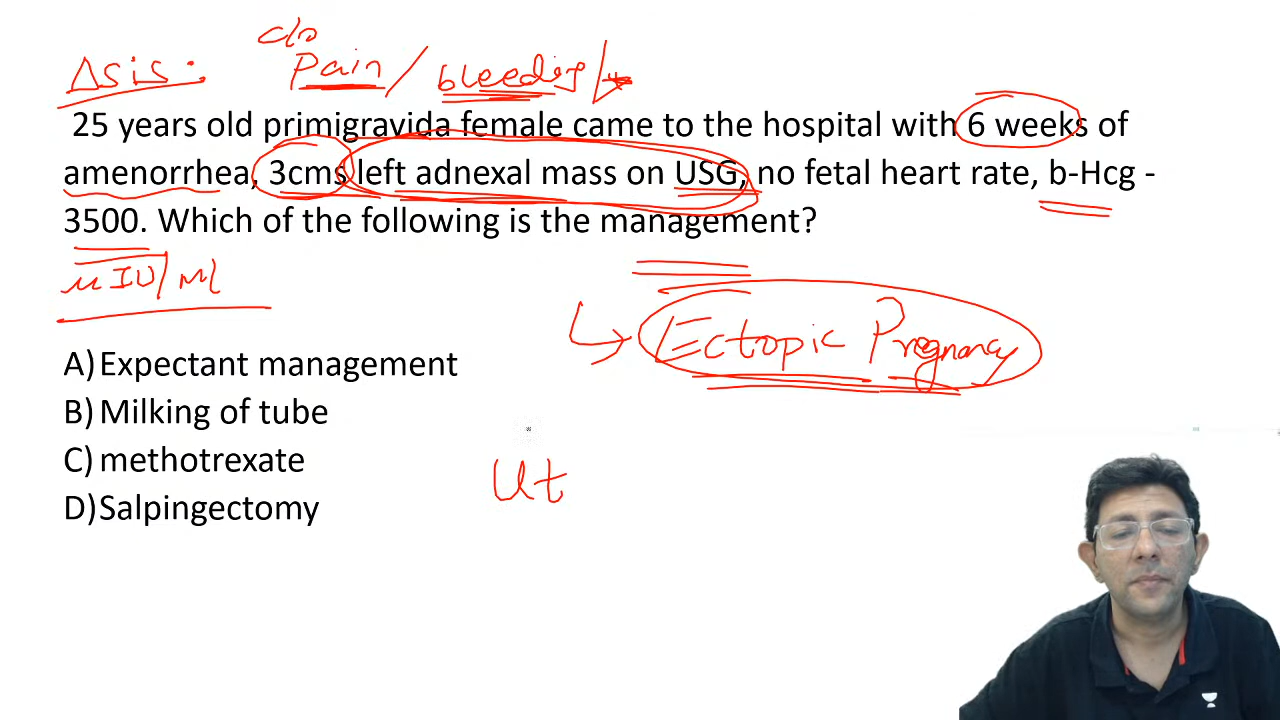 c/o
Δsis:
Pain / bleeding /
25 years old primigravida female came to the hospital with 6 weeks of
amenorrhea, 3cms left adnexal mass on USG, no fetal heart rate, b-Hcg -
3500. Which of the following is the management?
mIU/ml
Ectopic Pregnancy
A) Expectant management
B) Milking of tube
C) methotrexate
D) Salpingectomy
Ut